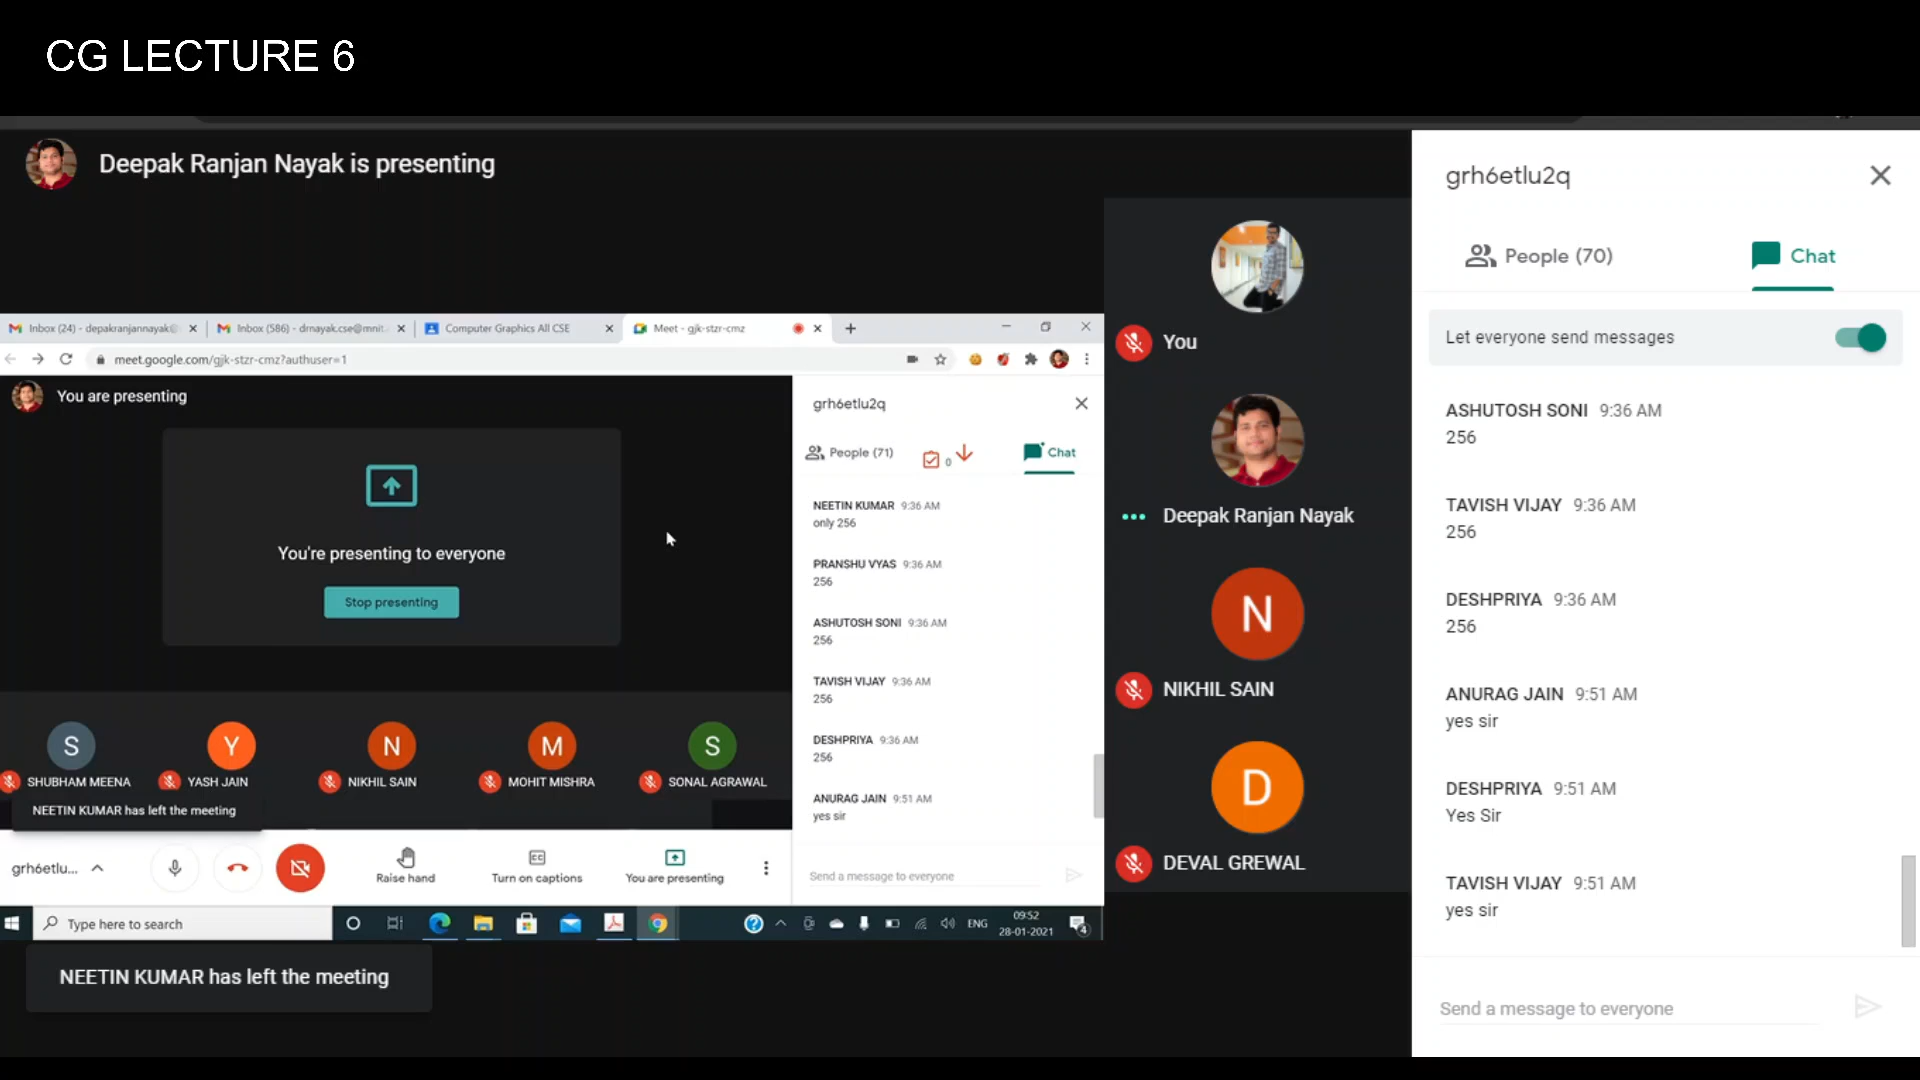 CG LECTURE 6
Deepak Ranjan Nayak is presenting
Inbox (24) - depakranjannayak@
Inbox (586) - drnayak.cse@mnit.
Computer Graphics All CSE
Meet - gjk-stzr-cmz
meet.google.com/gjk-stzr-cmz?authuser=1
You are presenting
You're presenting to everyone
Stop presenting
S
Y
N
M
S
SHUBHAM MEENA
YASH JAIN
NIKHIL SAIN
MOHIT MISHRA
SONAL AGRAWAL
NEETIN KUMAR has left the meeting
grh6etlu...
Raise hand
CC
Turn on captions
You are presenting
grh6etlu2q
People (71)
0
Chat
NEETIN KUMAR 9:36 AM
only 256
PRANSHU VYAS 9:36 AM
256
ASHUTOSH SONI 9:36 AM
256
TAVISH VIJAY 9:36 AM
256
DESHPRIYA 9:36 AM
256
ANURAG JAIN 9:51 AM
yes sir
Send a message to everyone
Type here to search
ENG
09:52
28-01-2021
4
NEETIN KUMAR has left the meeting
You
Deepak Ranjan Nayak
N
NIKHIL SAIN
D
DEVAL GREWAL
grh6etlu2q
People (70)
Chat
Let everyone send messages
ASHUTOSH SONI 9:36 AM
256
TAVISH VIJAY 9:36 AM
256
DESHPRIYA 9:36 AM
256
ANURAG JAIN 9:51 AM
yes sir
DESHPRIYA 9:51 AM
Yes Sir
TAVISH VIJAY 9:51 AM
yes sir
Send a message to everyone